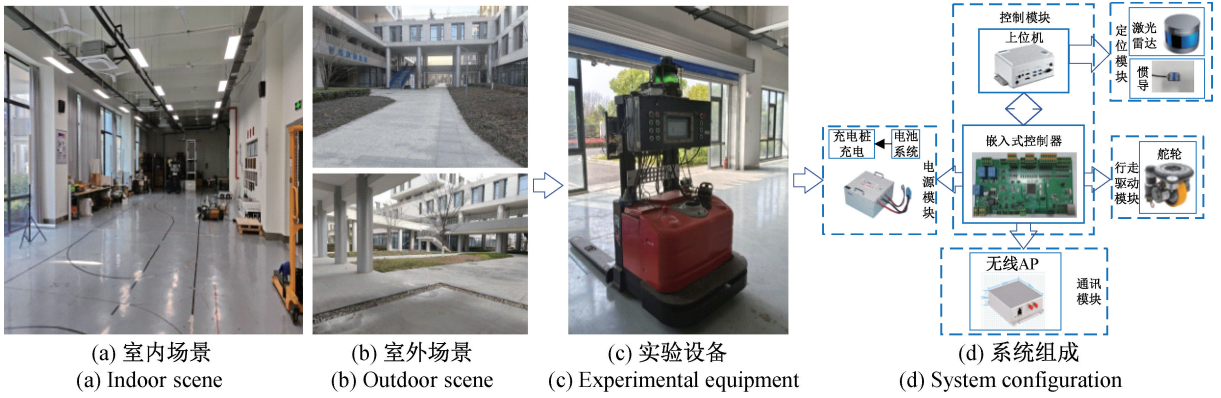 控制模块
上位机
定位模块
激光
雷达
惯导
充电桩
充电
电池
系统
电源模块
嵌入式控制器
行走驱动模块
舵轮
无线AP
通讯
模块
(a) 室内场景
(a) Indoor scene
(b) 室外场景
(b) Outdoor scene
(c) 实验设备
(c) Experimental equipment
(d) 系统组成
(d) System configuration